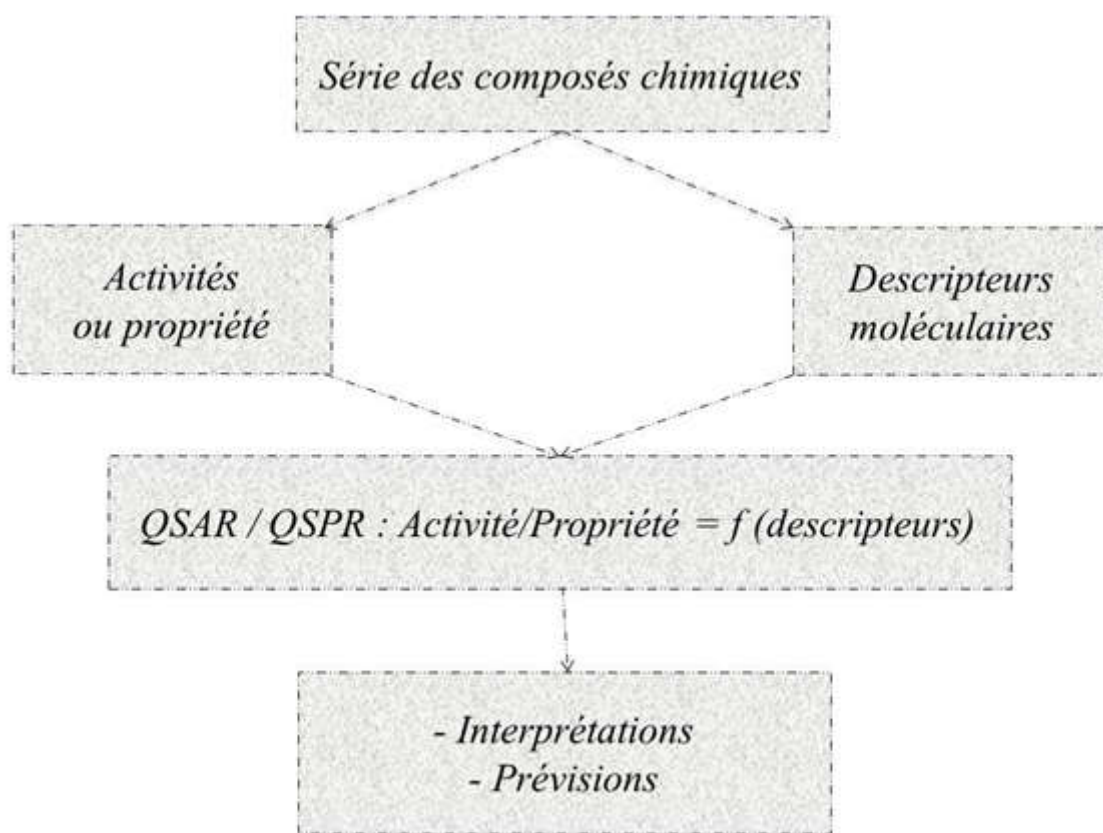 Série des composés chimiques
Activités
ou propriété
Descripteurs
moléculaires
QSAR / QSPR : Activité/Propriété = f (descripteurs)
- Interprétations
- Prévisions